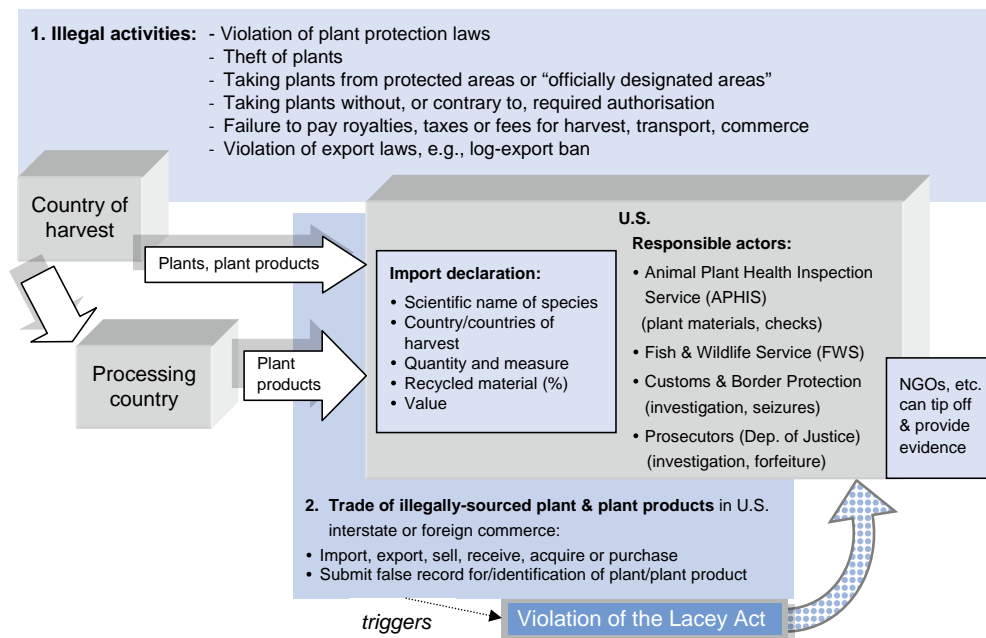 1. Illegal activities: - Violation of plant protection laws
- Theft of plants
- Taking plants from protected areas or “officially designated areas”
- Taking plants without, or contrary to, required authorisation
- Failure to pay royalties, taxes or fees for harvest, transport, commerce
- Violation of export laws, e.g., log-export ban
Country of
harvest
Plants, plant products
Processing
country
Plant
products
U.S.
Import declaration:
• Scientific name of species
• Country/countries of
harvest
• Quantity and measure
• Recycled material (%)
• Value
Responsible actors:
• Animal Plant Health Inspection
Service (APHIS)
(plant materials, checks)
• Fish & Wildlife Service (FWS)
• Customs & Border Protection
(investigation, seizures)
• Prosecutors (Dep. of Justice)
(investigation, forfeiture)
NGOs, etc.
can tip off
& provide
evidence
2. Trade of illegally-sourced plant & plant products in U.S.
interstate or foreign commerce:
• Import, export, sell, receive, acquire or purchase
• Submit false record for/identification of plant/plant product
triggers
Violation of the Lacey Act